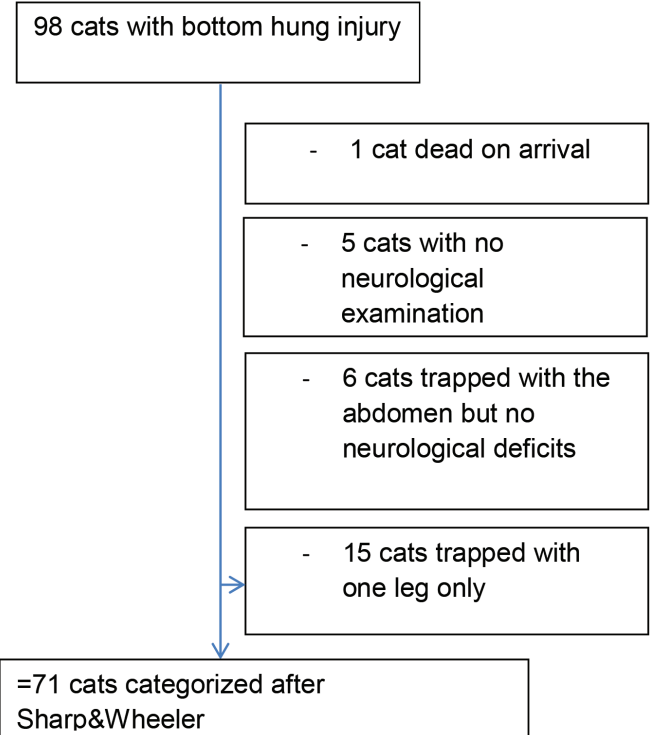 98 cats with bottom hung injury
- 1 cat dead on arrival
- 5 cats with no
neurological
examination
- 6 cats trapped with the
abdomen but no
neurological deficits
- 15 cats trapped with
one leg only
=71 cats categorized after
Sharp&Wheeler